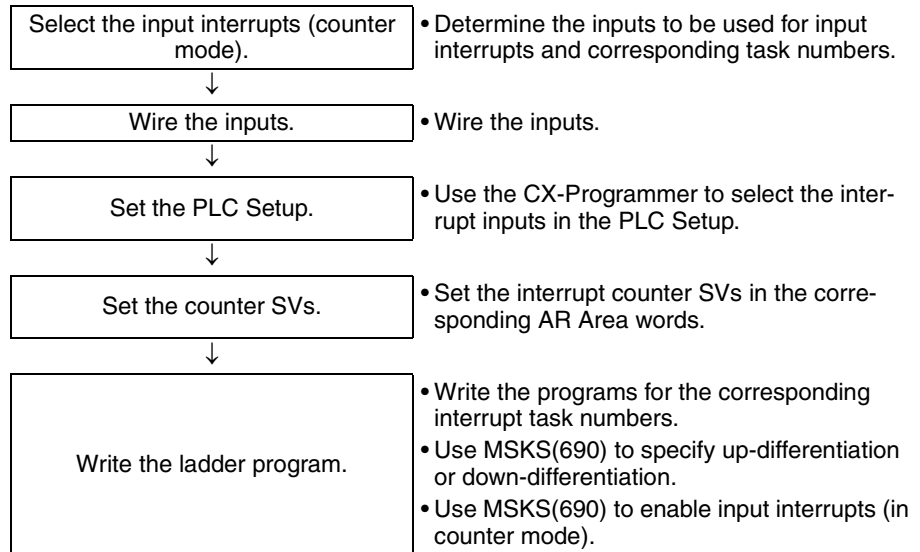 Select the input interrupts (counter
mode).
• Determine the inputs to be used for input
interrupts and corresponding task numbers.
↓
Wire the inputs.
• Wire the inputs.
↓
Set the PLC Setup.
• Use the CX-Programmer to select the inter-
rupt inputs in the PLC Setup.
↓
Set the counter SVs.
• Set the interrupt counter SVs in the corre-
sponding AR Area words.
↓
Write the ladder program.
• Write the programs for the corresponding
interrupt task numbers.
• Use MSKS(690) to specify up-differentiation
or down-differentiation.
• Use MSKS(690) to enable input interrupts (in
counter mode).